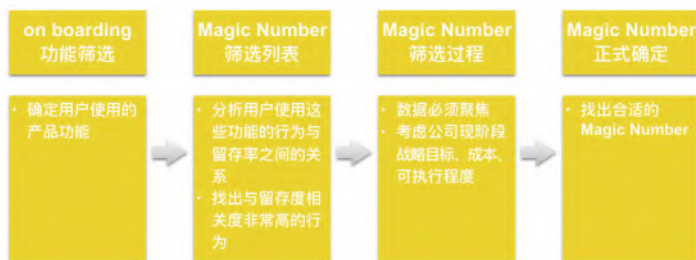 on boarding
功能筛选
Magic Number
筛选列表
Magic Number
筛选过程
Magic Number
正式确定
• 确定用户使用的
产品功能
• 分析用户使用这
些功能的行为与
留存率之间的关
系
• 找出与留存度相
关度非常高的行
为
• 数据必须聚焦
• 考虑公司现阶段
战略目标、成本、
可执行程度
• 找出合适的
Magic Number